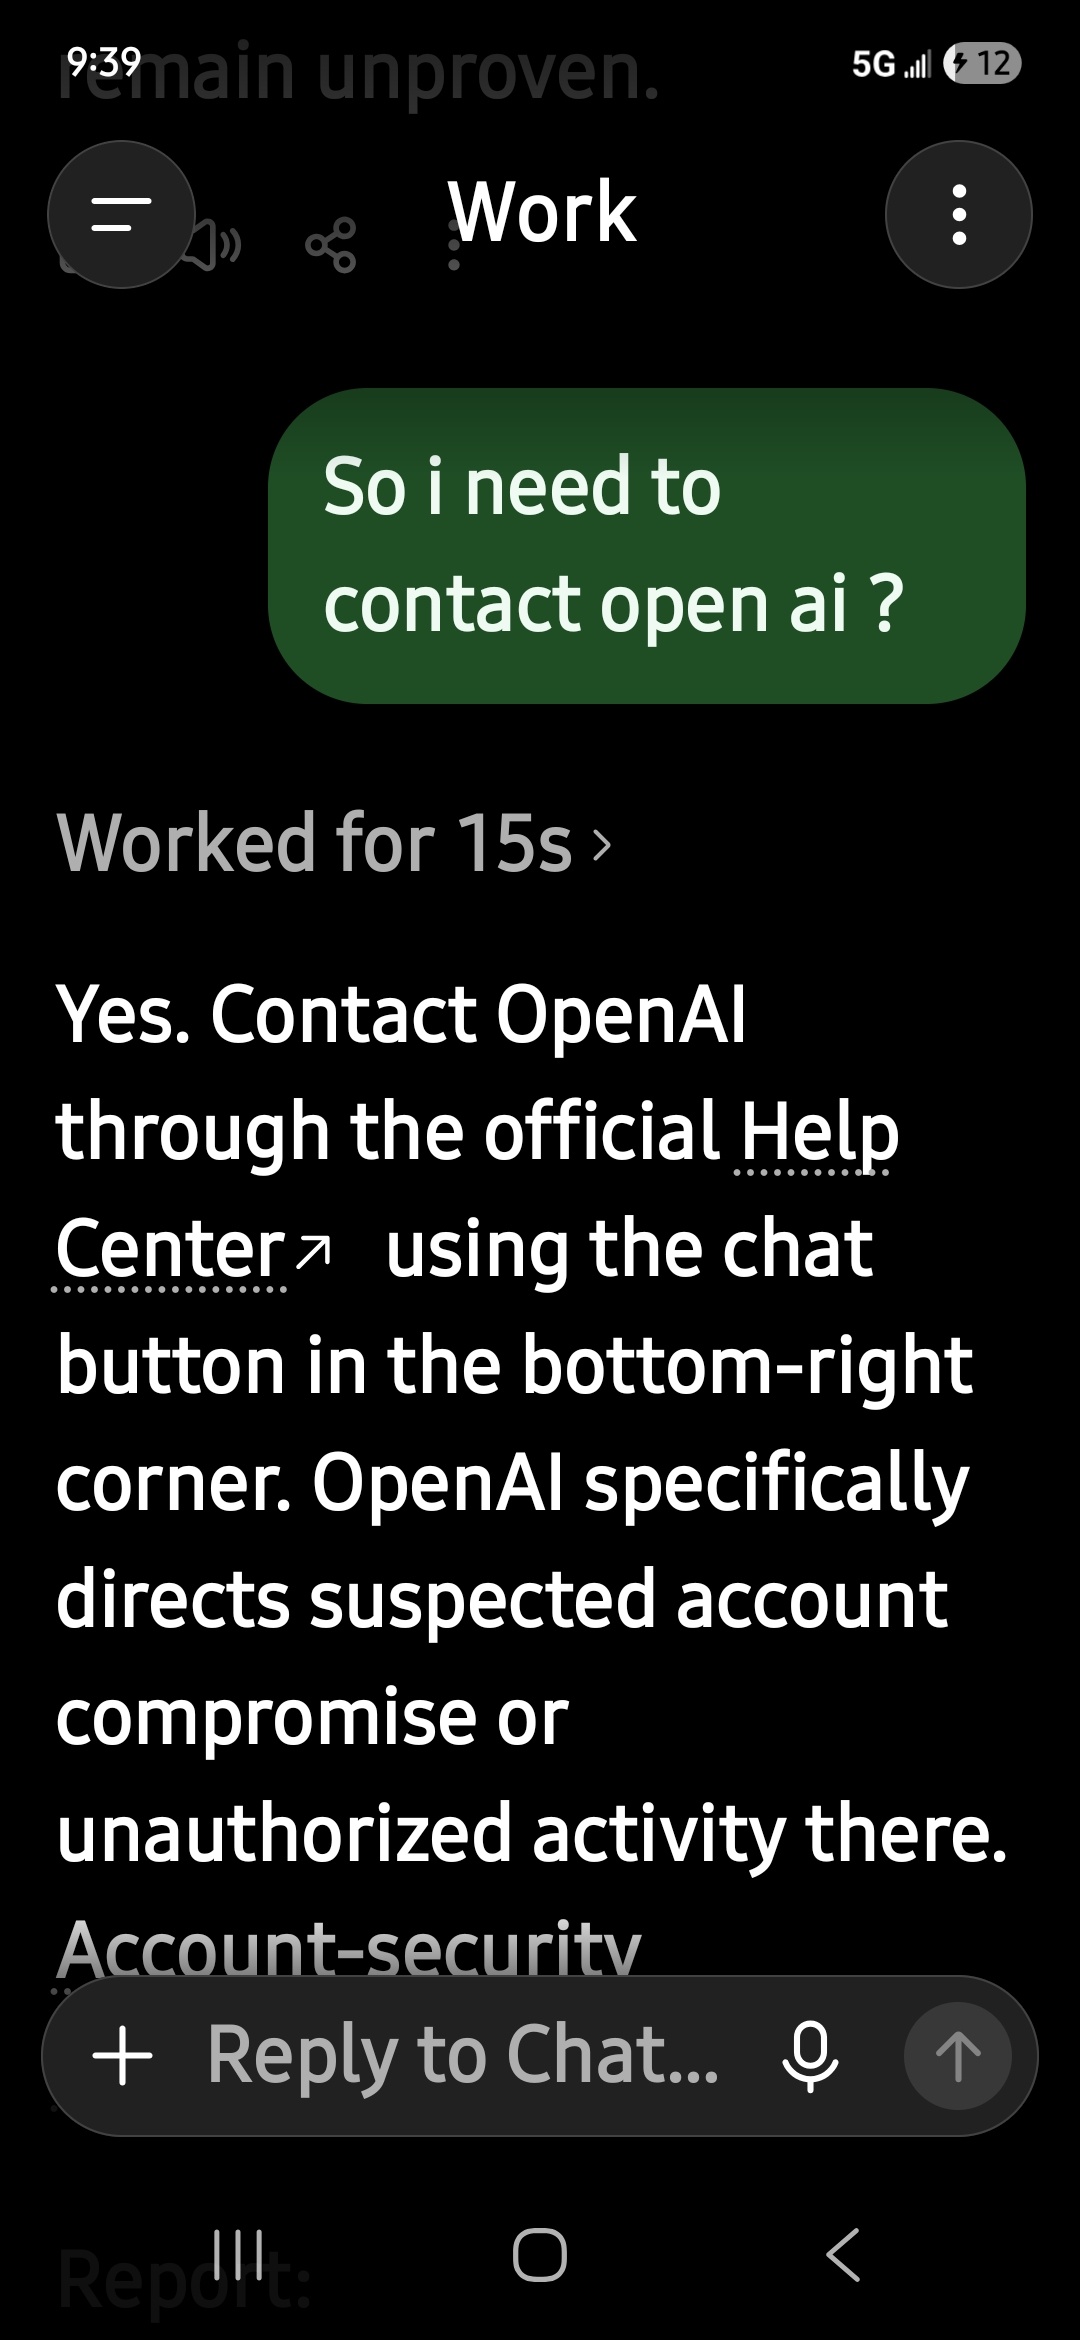 remain unproven.
9:39
5G 12
Work
So i need to
contact open ai ?
Worked for 15s
Yes. Contact OpenAI
through the official Help
Center using the chat
button in the bottom-right
corner. OpenAI specifically
directs suspected account
compromise or
unauthorized activity there.
Account-security
Reply to Chat...
Report: